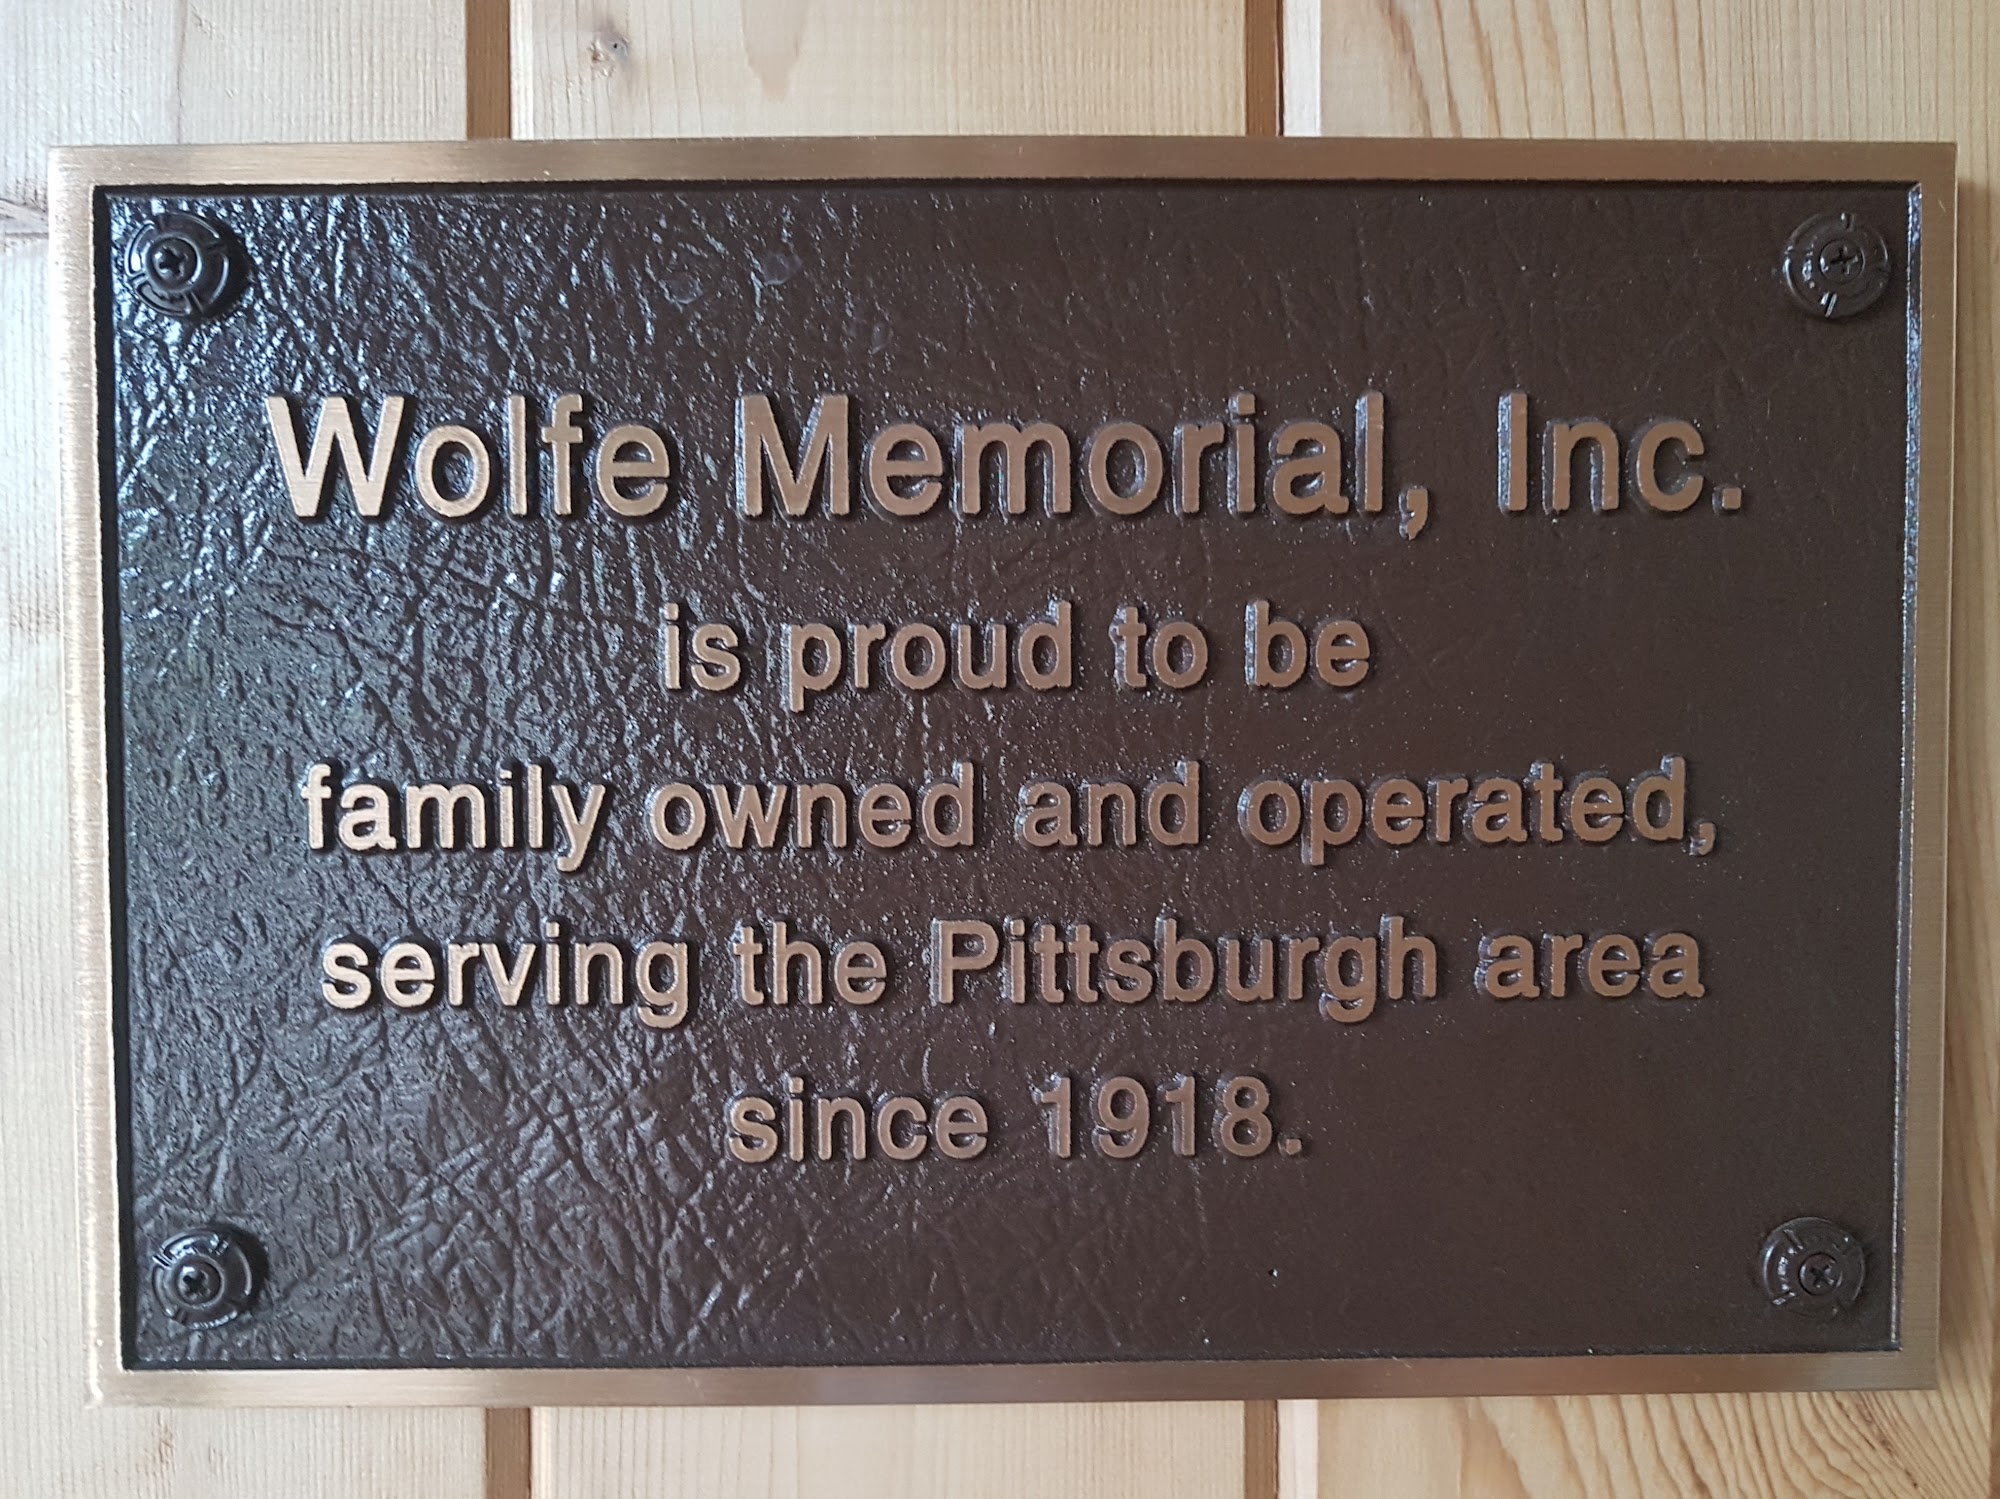 Wolfe Memorial, Inc.
is proud to be
family owned and operated,
serving the Pittsburgh area
since 1918.